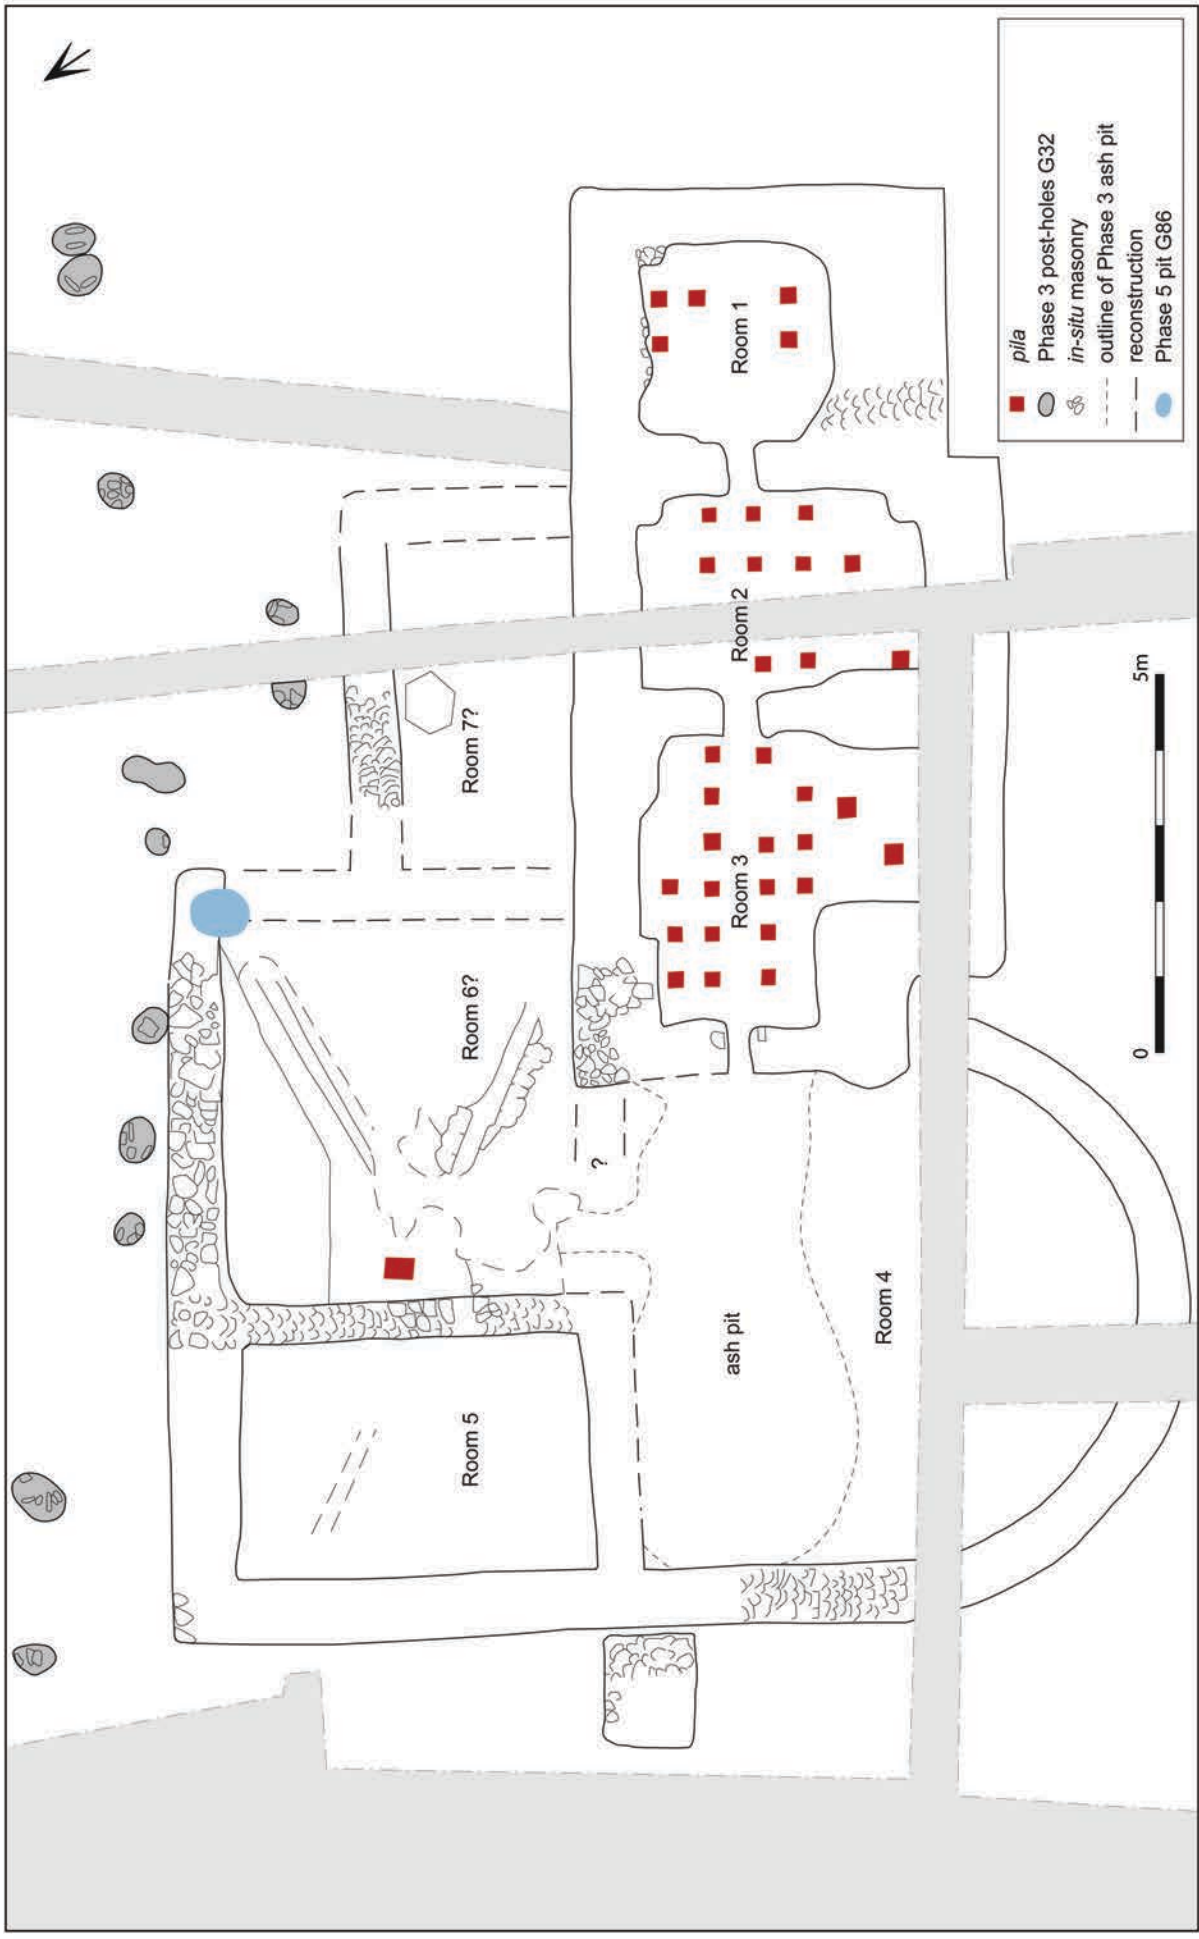 Room 7?
Room 6?
Room 5
Room 1
Room 2
Room 3
?
ash pit
Room 4
0
5m
pila
Phase 3 post-holes G32
in-situ masonry
outline of Phase 3 ash pit
reconstruction
Phase 5 pit G86